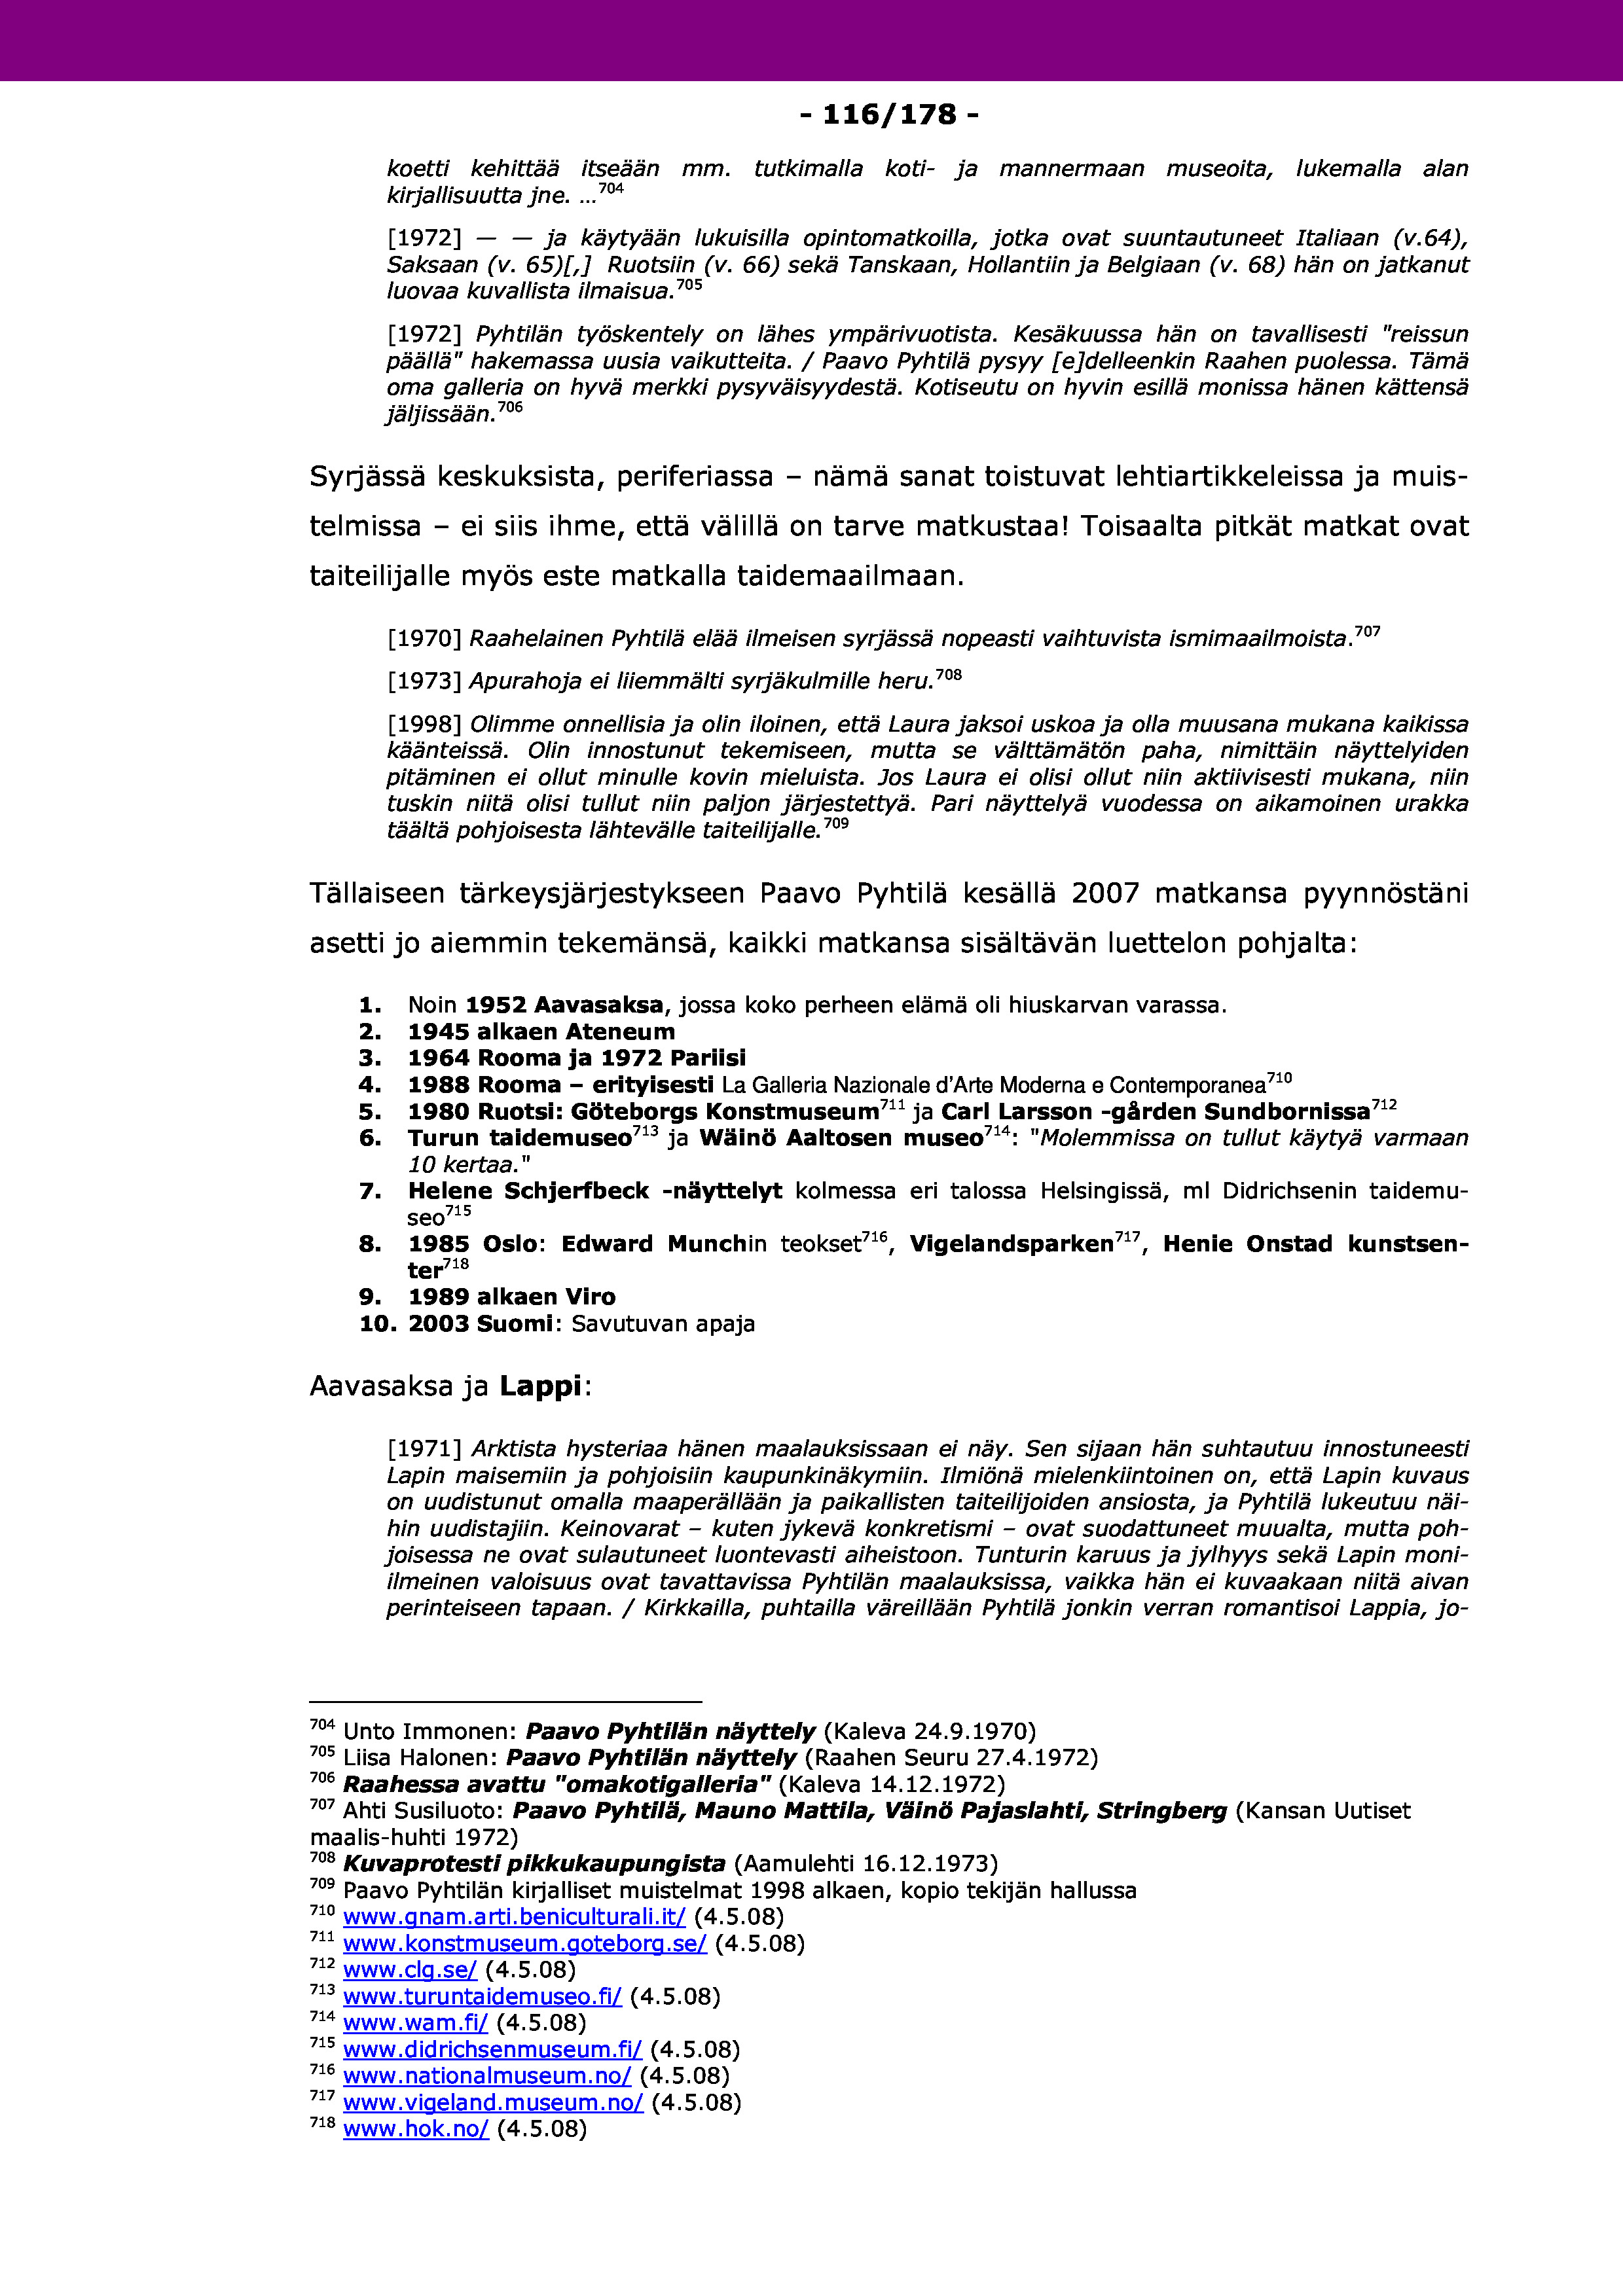 - 116/178 -
koetti kehittää itseään mm. tutkimalla koti- ja mannermaan museoita, lukemalla alan
kirjallisuutta jne. …704
[1972] — — ja käytyään lukuisilla opintomatkoilla, jotka ovat suuntautuneet Italiaan (v.64),
Saksaan (v. 65)[,] Ruotsiin (v. 66) sekä Tanskaan, Hollantiin ja Belgiaan (v. 68) hän on jatkanut
luovaa kuvallista ilmaisua.705
[1972] Pyhtilän työskentely on lähes ympärivuotista. Kesäkuussa hän on tavallisesti "reissun
päällä" hakemassa uusia vaikutteita. / Paavo Pyhtilä pysyy [e]delleenkin Raahen puolessa. Tämä
oma galleria on hyvä merkki pysyväisyydestä. Kotiseutu on hyvin esillä monissa hänen kättensä
jäljissään.706
Syrjässä keskuksista, periferiassa – nämä sanat toistuvat lehtiartikkeleissa ja muis-
telmissa – ei siis ihme, että välillä on tarve matkustaa! Toisaalta pitkät matkat ovat
taiteilijalle myös este matkalla taidemaailmaan.
[1970] Raahelainen Pyhtilä elää ilmeisen syrjässä nopeasti vaihtuvista ismimaailmoista.707
[1973] Apurahoja ei liiemmälti syrjäkulmille heru.708
[1998] Olimme onnellisia ja olin iloinen, että Laura jaksoi uskoa ja olla muusana mukana kaikissa
käänteissä. Olin innostunut tekemiseen, mutta se välttämätön paha, nimittäin näyttelyiden
pitäminen ei ollut minulle kovin mieluista. Jos Laura ei olisi ollut niin aktiivisesti mukana, niin
tuskin niitä olisi tullut niin paljon järjestettyä. Pari näyttelyä vuodessa on aikamoinen urakka
täältä pohjoisesta lähtevälle taiteilijalle.709
Tällaiseen tärkeysjärjestykseen Paavo Pyhtilä kesällä 2007 matkansa pyynnöstäni
asetti jo aiemmin tekemänsä, kaikki matkansa sisältävän luettelon pohjalta:
1. Noin 1952 Aavasaksa, jossa koko perheen elämä oli hiuskarvan varassa.
2. 1945 alkaen Ateneum
3. 1964 Rooma ja 1972 Pariisi
4. 1988 Rooma – erityisesti La Galleria Nazionale d'Arte Moderna e Contemporanea710
5. 1980 Ruotsi: Göteborgs Konstmuseum711 ja Carl Larsson -gården Sundbornissa712
6. Turun taidemuseo713 ja Wäinö Aaltosen museo714: "Molemmissa on tullut käytyä varmaan
10 kertaa."
7. Helene Schjerfbeck -näyttelyt kolmessa eri talossa Helsingissä, ml Didrichsenin taidemu-
seo715
8. 1985 Oslo: Edward Munchin teokset716, Vigelandsparken717, Henie Onstad kunstsen-
ter718
9. 1989 alkaen Viro
10. 2003 Suomi: Savutuvan apaja
Aavasaksa ja Lappi:
[1971] Arktista hysteriaa hänen maalauksissaan ei näy. Sen sijaan hän suhtautuu innostuneesti
Lapin maisemiin ja pohjoisiin kaupunkinäkymiin. Ilmiönä mielenkiintoinen on, että Lapin kuvaus
on uudistunut omalla maaperällään ja paikallisten taiteilijoiden ansiosta, ja Pyhtilä lukeutuu näi-
hin uudistajiin. Keinovarat – kuten jykevä konkretismi – ovat suodattuneet muualta, mutta poh-
joisessa ne ovat sulautuneet luontevasti aiheistoon. Tunturin karuus ja jylhyys sekä Lapin moni-
ilmeinen valoisuus ovat tavattavissa Pyhtilän maalauksissa, vaikka hän ei kuvaakaan niitä aivan
perinteiseen tapaan. / Kirkkailla, puhtailla väreillään Pyhtilä jonkin verran romantisoi Lappia, jo-
704 Unto Immonen: Paavo Pyhtilän näyttely (Kaleva 24.9.1970)
705 Liisa Halonen: Paavo Pyhtilän näyttely (Raahen Seuru 27.4.1972)
706 Raahessa avattu "omakotigalleria" (Kaleva 14.12.1972)
707 Ahti Susiluoto: Paavo Pyhtilä, Mauno Mattila, Väinö Pajaslahti, Stringberg (Kansan Uutiset
maalis-huhti 1972)
708 Kuvaprotesti pikkukaupungista (Aamulehti 16.12.1973)
709 Paavo Pyhtilän kirjalliset muistelmat 1998 alkaen, kopio tekijän hallussa
710 www.gnam.arti.beniculturali.it/ (4.5.08)
711 www.konstmuseum.goteborg.se/ (4.5.08)
712 www.clg.se/ (4.5.08)
713 www.turuntaidemuseo.fi/ (4.5.08)
714 www.wam.fi/ (4.5.08)
715 www.didrichsenmuseum.fi/ (4.5.08)
716 www.nationalmuseum.no/ (4.5.08)
717 www.vigeland.museum.no/ (4.5.08)
718 www.hok.no/ (4.5.08)